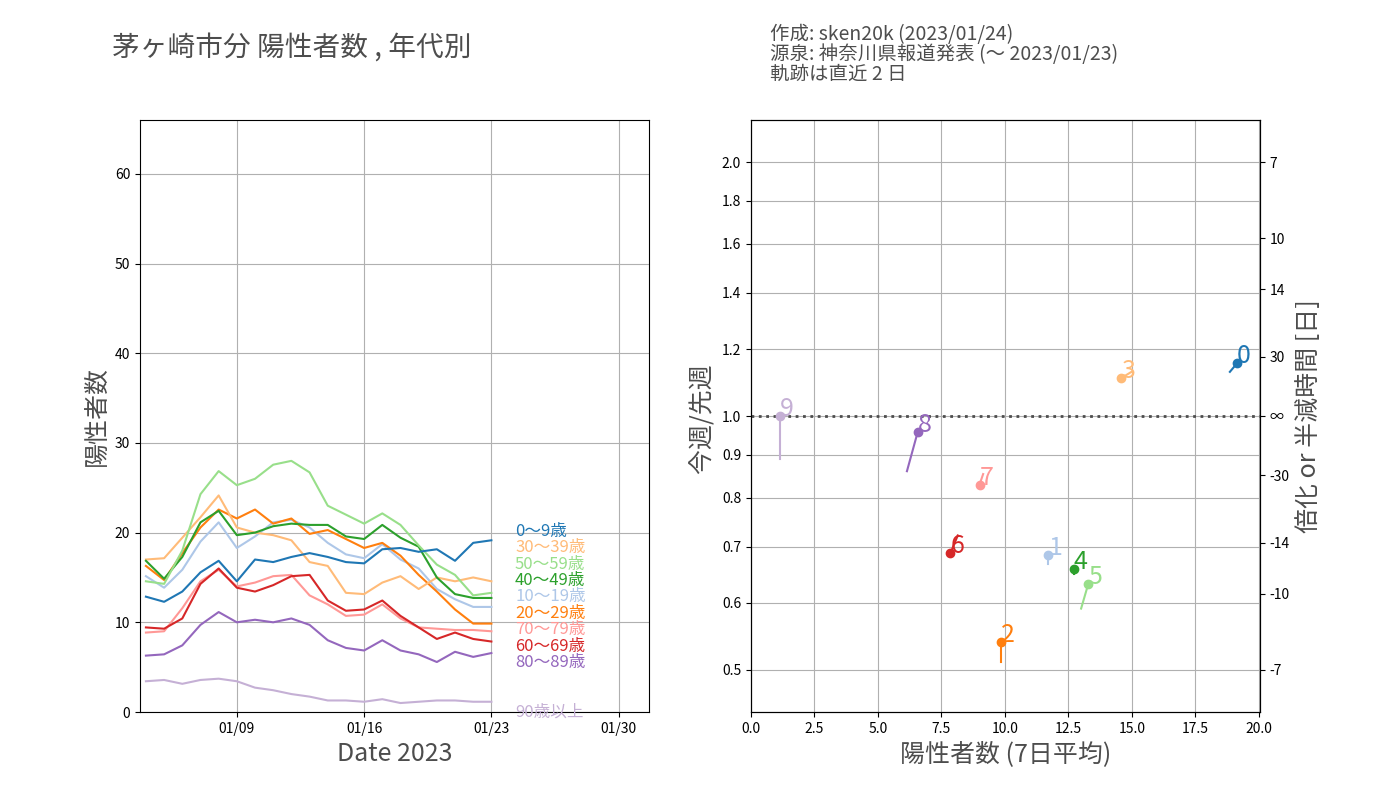 茅ヶ崎市分 陽性者数 , 年代別
作成: sken20k (2023/01/24)
源泉: 神奈川県報道発表 (〜 2023/01/23)
軌跡は直近 2 日
陽性者数
60
50
40
30
20
10
0
01/09
01/16
01/23
01/30
Date 2023
0〜9歳
30〜39歳
50〜59歳
40〜49歳
10〜19歳
20〜29歳
70〜79歳
60〜69歳
80〜89歳
90歳以上
今週/先週
2.0
1.8
1.6
1.4
1.2
1.0
0.9
0.8
0.7
0.6
0.5
0.0
2.5
5.0
7.5
10.0
12.5
15.0
17.5
20.0
陽性者数 (7日平均)
0
3
9
8
7
6
1
4
5
2
7
10
14
30
∞
-30
-14
-10
-7
倍化 or 半減時間 [日]